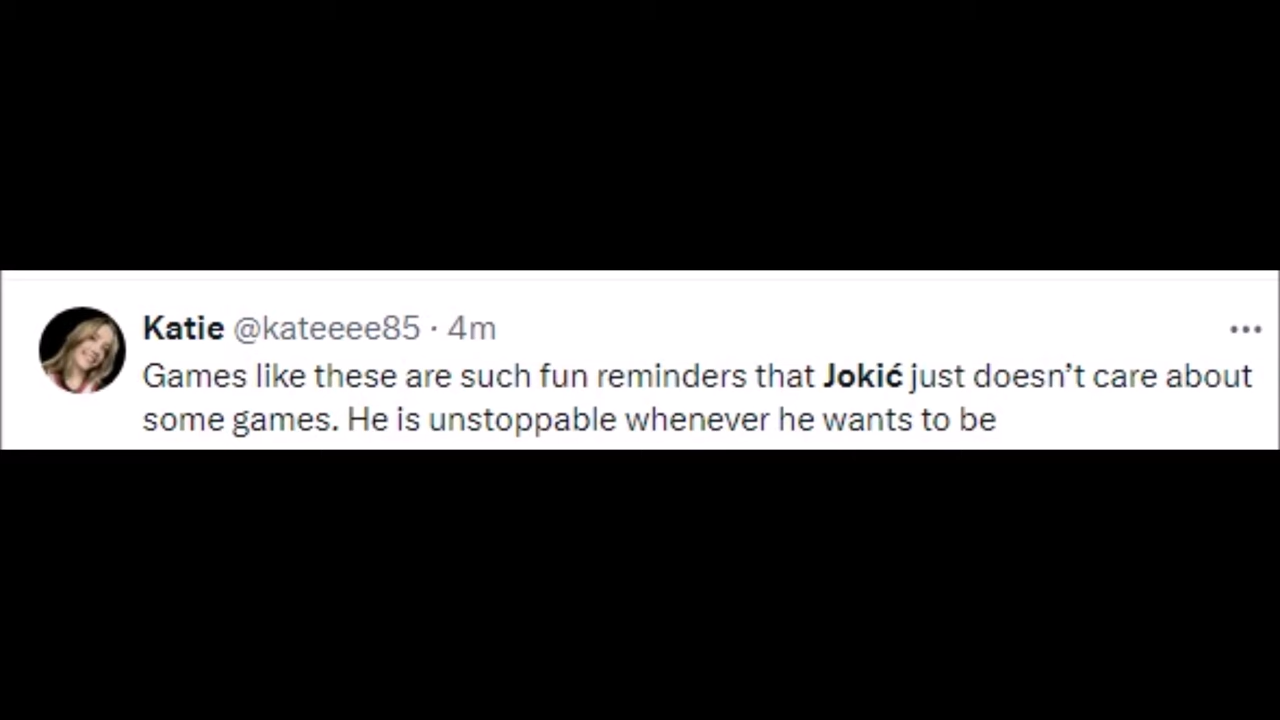 Katie @kateeee85 · 4m
Games like these are such fun reminders that Jokić just doesn’t care about
some games. He is unstoppable whenever he wants to be